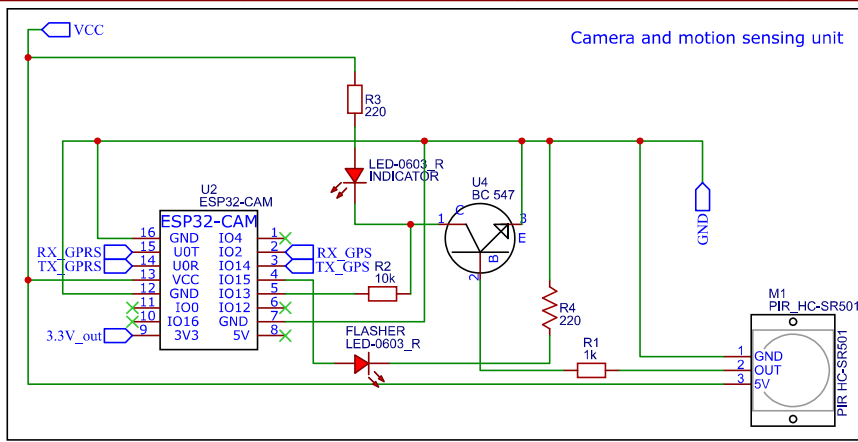 VCC
Camera and motion sensing unit
R3
220
LED-0603_R
INDICATOR
U4
BC 547
1
C
3
E
B
2
GND
U2
ESP32-CAM
ESP32-CAM
16 GND IO4 1
RX_GPRS 15 U0T IO2 2 RX_GPS
TX_GPRS 14 U0R IO14 3 TX_GPS
13 VCC IO15 4
12 GND IO13 5
11 IO0 IO12 6
10 IO16 GND 7
3.3V_out 9 3V3 5V 8
R2
10k
FLASHER
LED-0603_R
R4
220
R1
1k
M1
PIR_HC-SR501
1 GND
2 OUT
3 5V
PIR HC-SR501